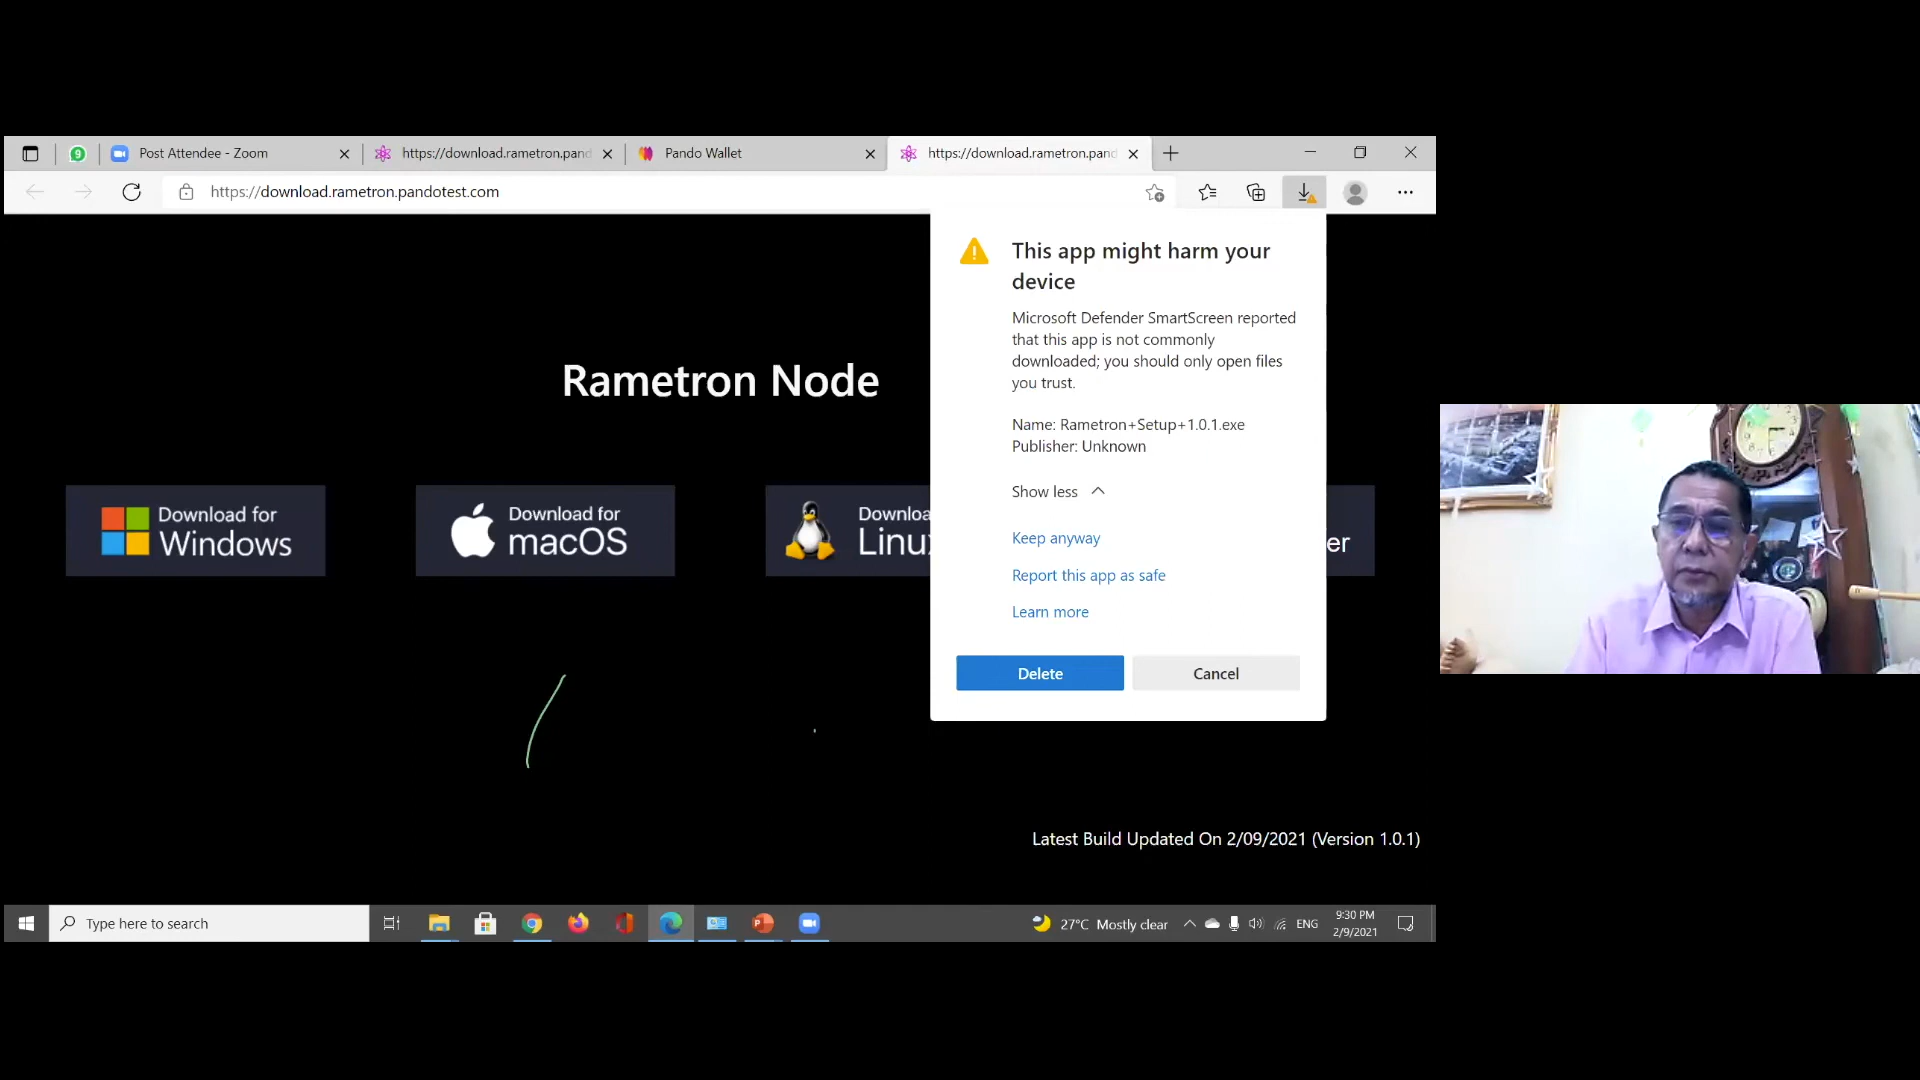 9
Post Attendee - Zoom
https://download.rametron.pand
Pando Wallet
https://download.rametron.pand
https://download.rametron.pandotest.com
This app might harm your
device
Microsoft Defender SmartScreen reported
that this app is not commonly
downloaded; you should only open files
you trust.
Name: Rametron+Setup+1.0.1.exe
Publisher: Unknown
Show less
Keep anyway
Report this app as safe
Learn more
Delete
Cancel
Rametron Node
Download for
Windows
Download for
macOS
Downloa
Linu
er
Latest Build Updated On 2/09/2021 (Version 1.0.1)
Type here to search
27°C Mostly clear
ENG
9:30 PM
2/9/2021